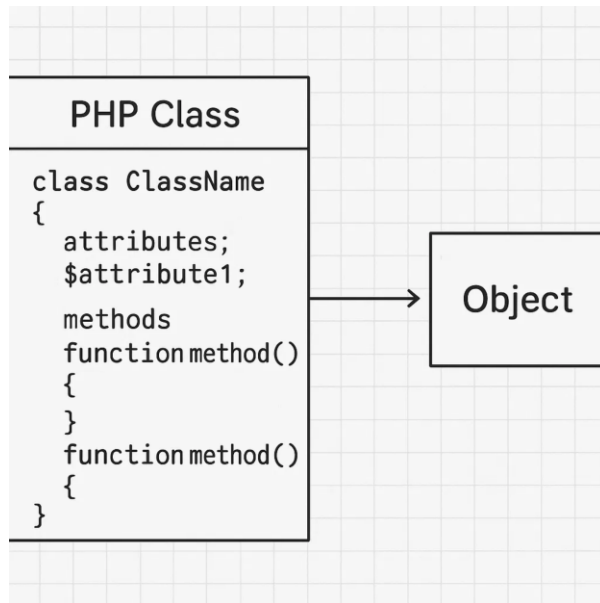 PHP Class
class ClassName
{
attributes;
$attribute1;
methods
function method()
{
}
function method()
{
}
Object